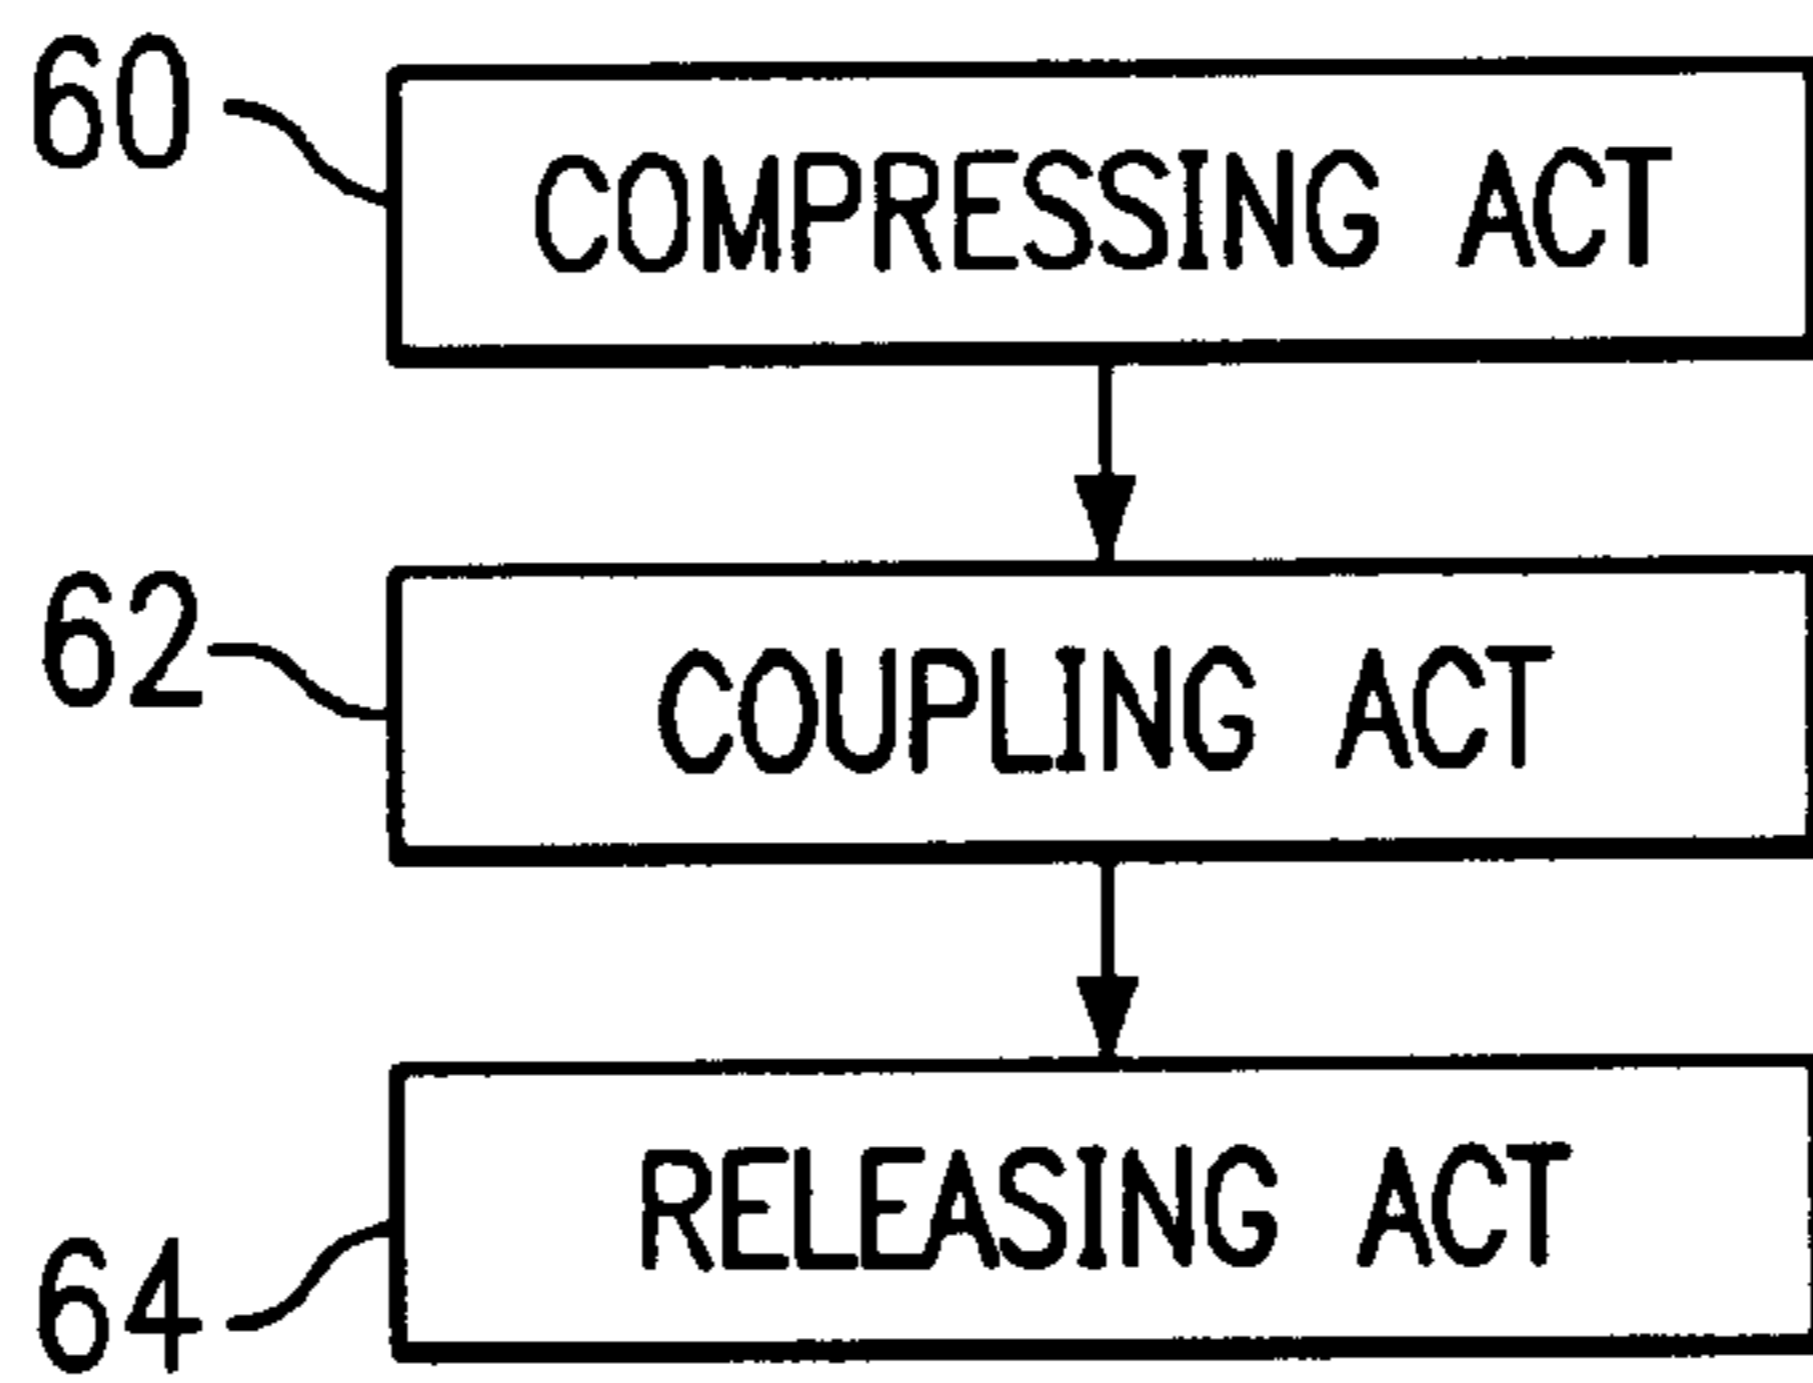 60
COMPRESSING ACT
62
COUPLING ACT
RELEASING ACT
64